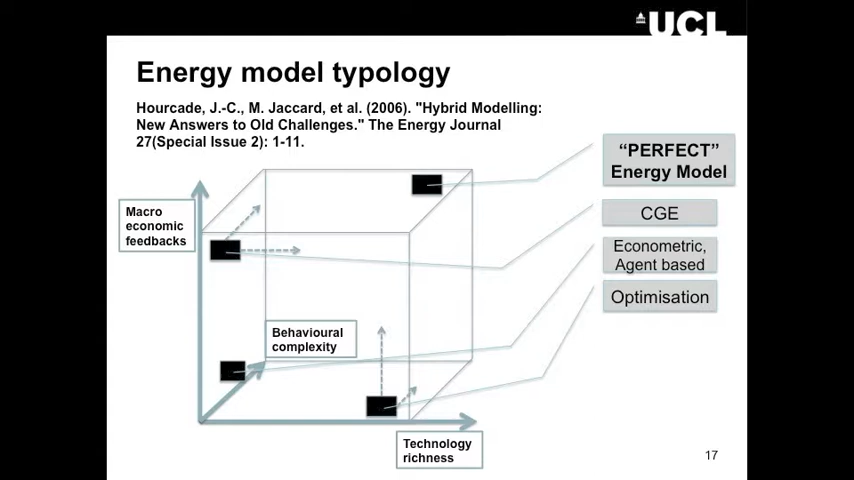 UCL
Energy model typology
Hourcade, J.-C., M. Jaccard, et al. (2006). "Hybrid Modelling:
New Answers to Old Challenges." The Energy Journal
27(Special Issue 2): 1-11.
“PERFECT”
Energy Model
Macro
economic
feedbacks
CGE
Econometric,
Agent based
Optimisation
Behavioural
complexity
Technology
richness
17